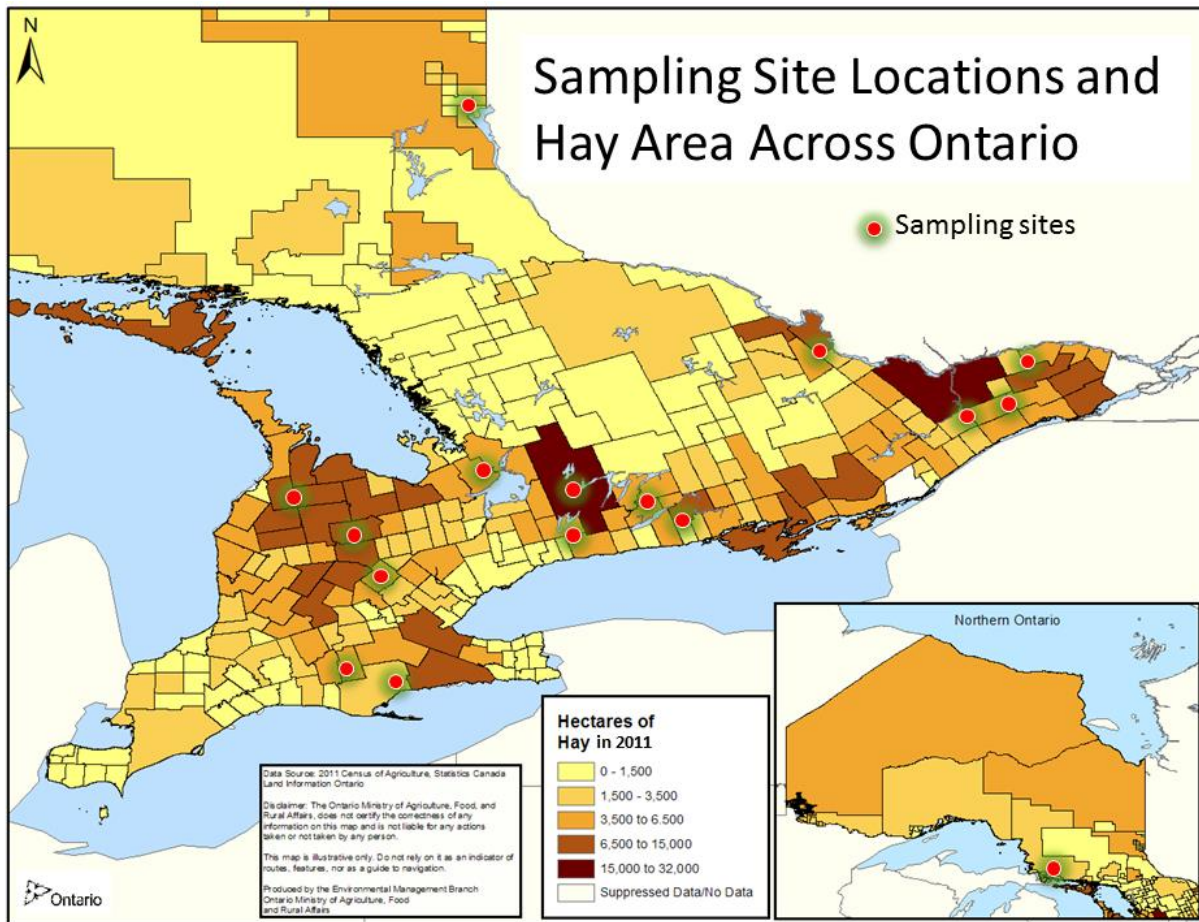 N
Sampling Site Locations and
Hay Area Across Ontario
Sampling sites
Northern Ontario
Hectares of
Hay in 2011
0 - 1,500
1,500 - 3,500
3,500 to 6.500
6,500 to 15,000
15,000 to 32,000
Suppressed Data/No Data
Data Source: 2011 Census of Agriculture, Statistics Canada
Land Information Ontario
Disclaimer: The Ontario Ministry of Agriculture, Food, and
Rural Affairs, does not certify the correctness of any
information on this map and is not liable for any actions
taken or not taken by any person.
This map is illustrative only. Do not rely on it as an indicator of
routes, features, nor as a guide to navigation.
Produced by the Environmental Management Branch
Ontario Ministry of Agriculture, Food
and Rural Affairs
Ontario